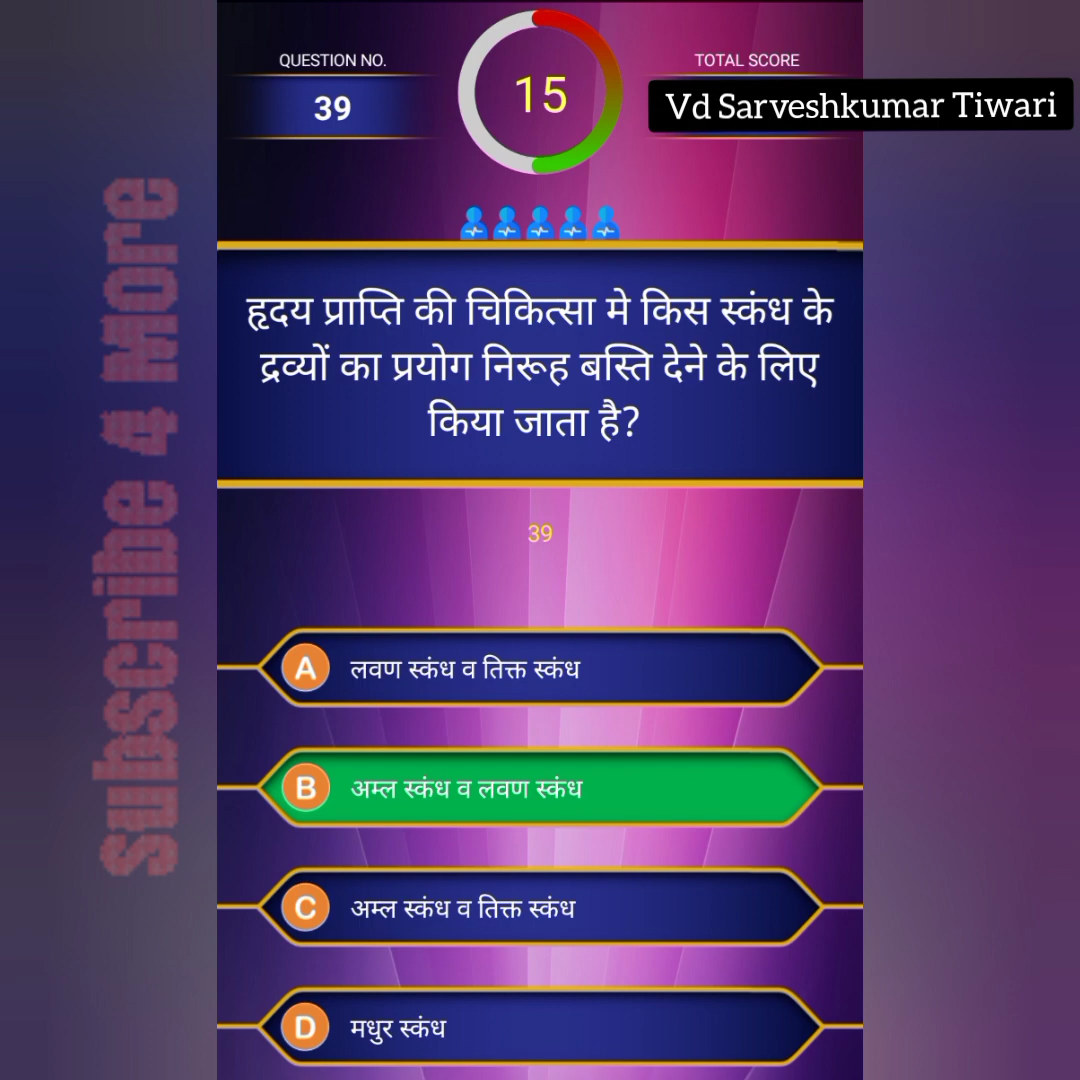 QUESTION NO.
39
15
TOTAL SCORE
Vd Sarveshkumar Tiwari
Subscribe 4 More
हृदय प्राप्ति की चिकित्सा मे किस स्कंध के
द्रव्यों का प्रयोग निरूह बस्ति देने के लिए
किया जाता है?
39
A लवण स्कंध व तिक्त स्कंध
B अम्ल स्कंध व लवण स्कंध
C अम्ल स्कंध व तिक्त स्कंध
D मधुर स्कंध